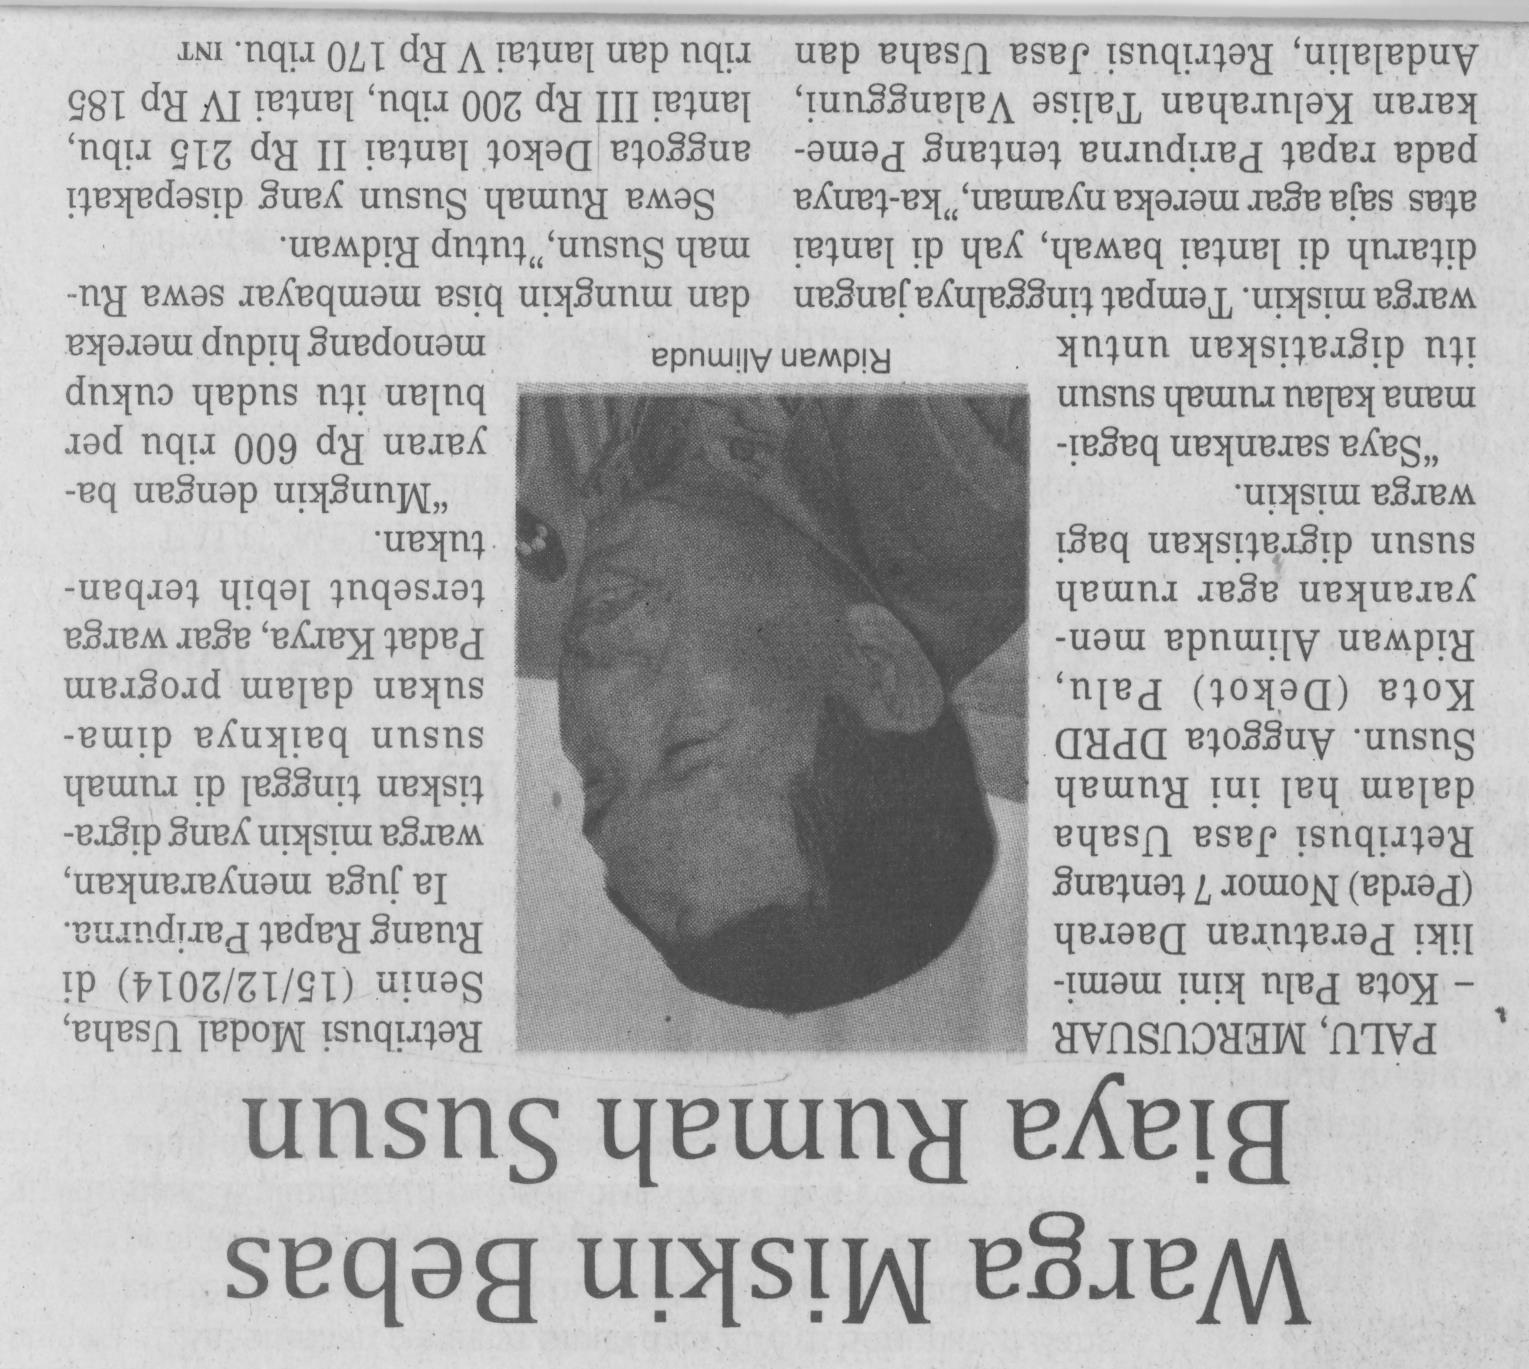 Warga Miskin Bebas
Biaya Rumah Susun
PALU, MERCUSUAR
– Kota Palu kini memi-
liki Peraturan Daerah
(Perda) Nomor 7 tentang
Retribusi Jasa Usaha
dalam hal ini Rumah
Susun. Anggota DPRD
Kota (Dekot) Palu,
Ridwan Alimuda men-
yarankan agar rumah
susun digratiskan bagi
warga miskin.
“Saya sarankan bagai-
mana kalau rumah susun
itu digratiskan untuk
warga miskin. Tempat tinggalnya jangan
ditaruh di lantai bawah, yah di lantai
atas saja agar mereka nyaman,”ka-tanya
pada rapat Paripurna tentang Peme-
karan Kelurahan Talise Valangguni,
Andalalin, Retribusi Jasa Usaha dan
Ridwan Alimuda
Retribusi Modal Usaha,
Senin (15/12/2014) di
Ruang Rapat Paripurna.
Ia juga menyarankan,
warga miskin yang digra-
tiskan tinggal di rumah
susun baiknya dima-
sukan dalam program
Padat Karya, agar warga
tersebut lebih terban-
tukan.
“Mungkin dengan ba-
yaran Rp 600 ribu per
bulan itu sudah cukup
menopang hidup mereka
dan mungkin bisa membayar sewa Ru-
mah Susun,”tutup Ridwan.
Sewa Rumah Susun yang disepakati
anggota Dekot lantai II Rp 215 ribu,
lantai III Rp 200 ribu, lantai IV Rp 185
ribu dan lantai V Rp 170 ribu. INT